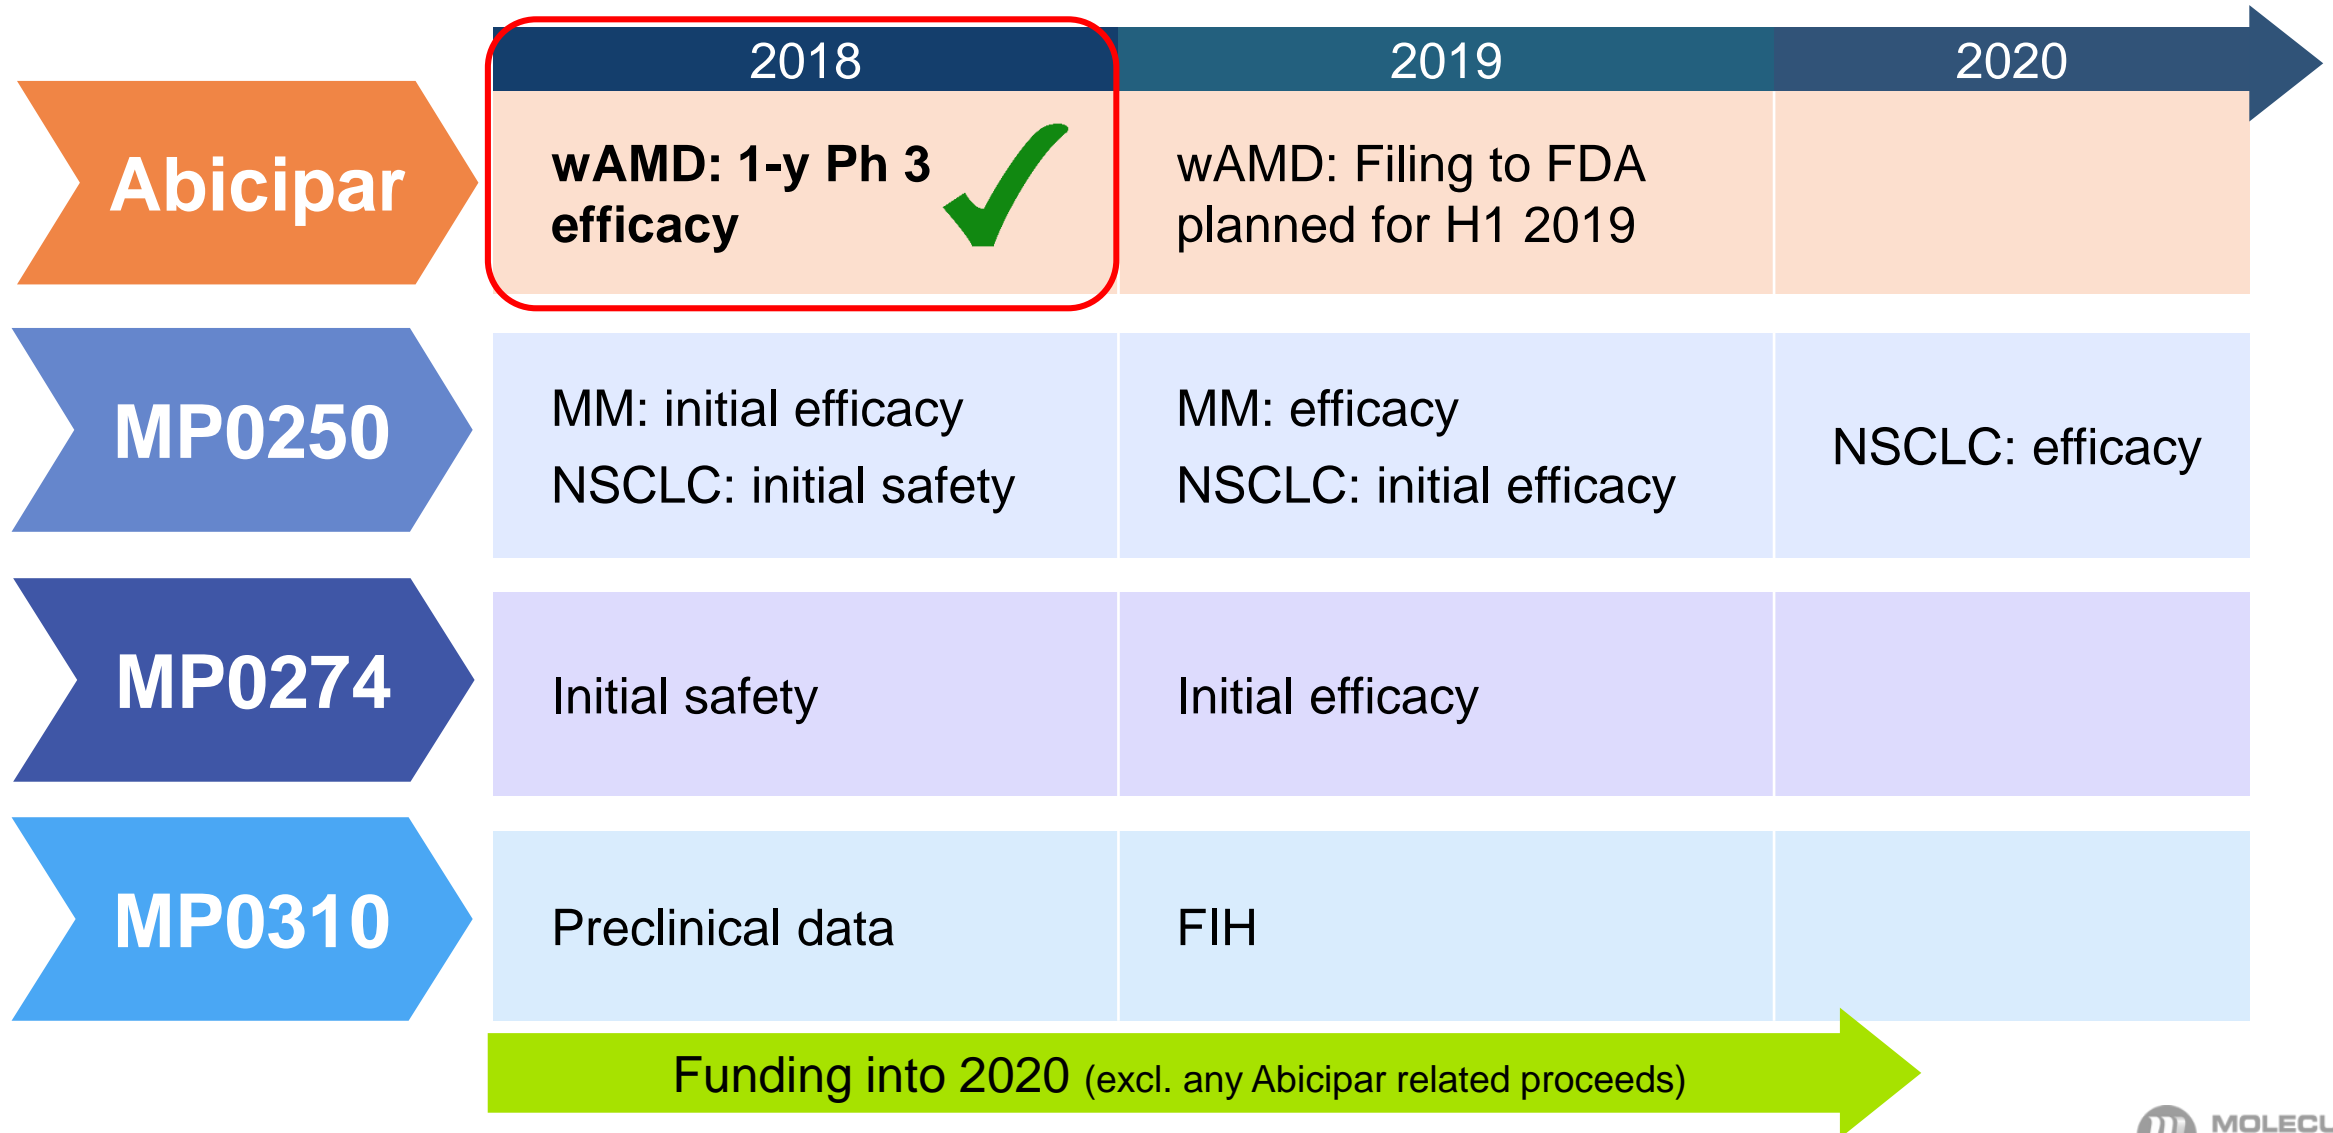 2018 2019 2020
Abicipar
wAMD: 1-y Ph 3
efficacy
wAMD: Filing to FDA
planned for H1 2019
MP0250
MM: initial efficacy
NSCLC: initial safety
MM: efficacy
NSCLC: initial efficacy
NSCLC: efficacy
MP0274
Initial safety
Initial efficacy
MP0310
Preclinical data
FIH
Funding into 2020 (excl. any Abicipar related proceeds)